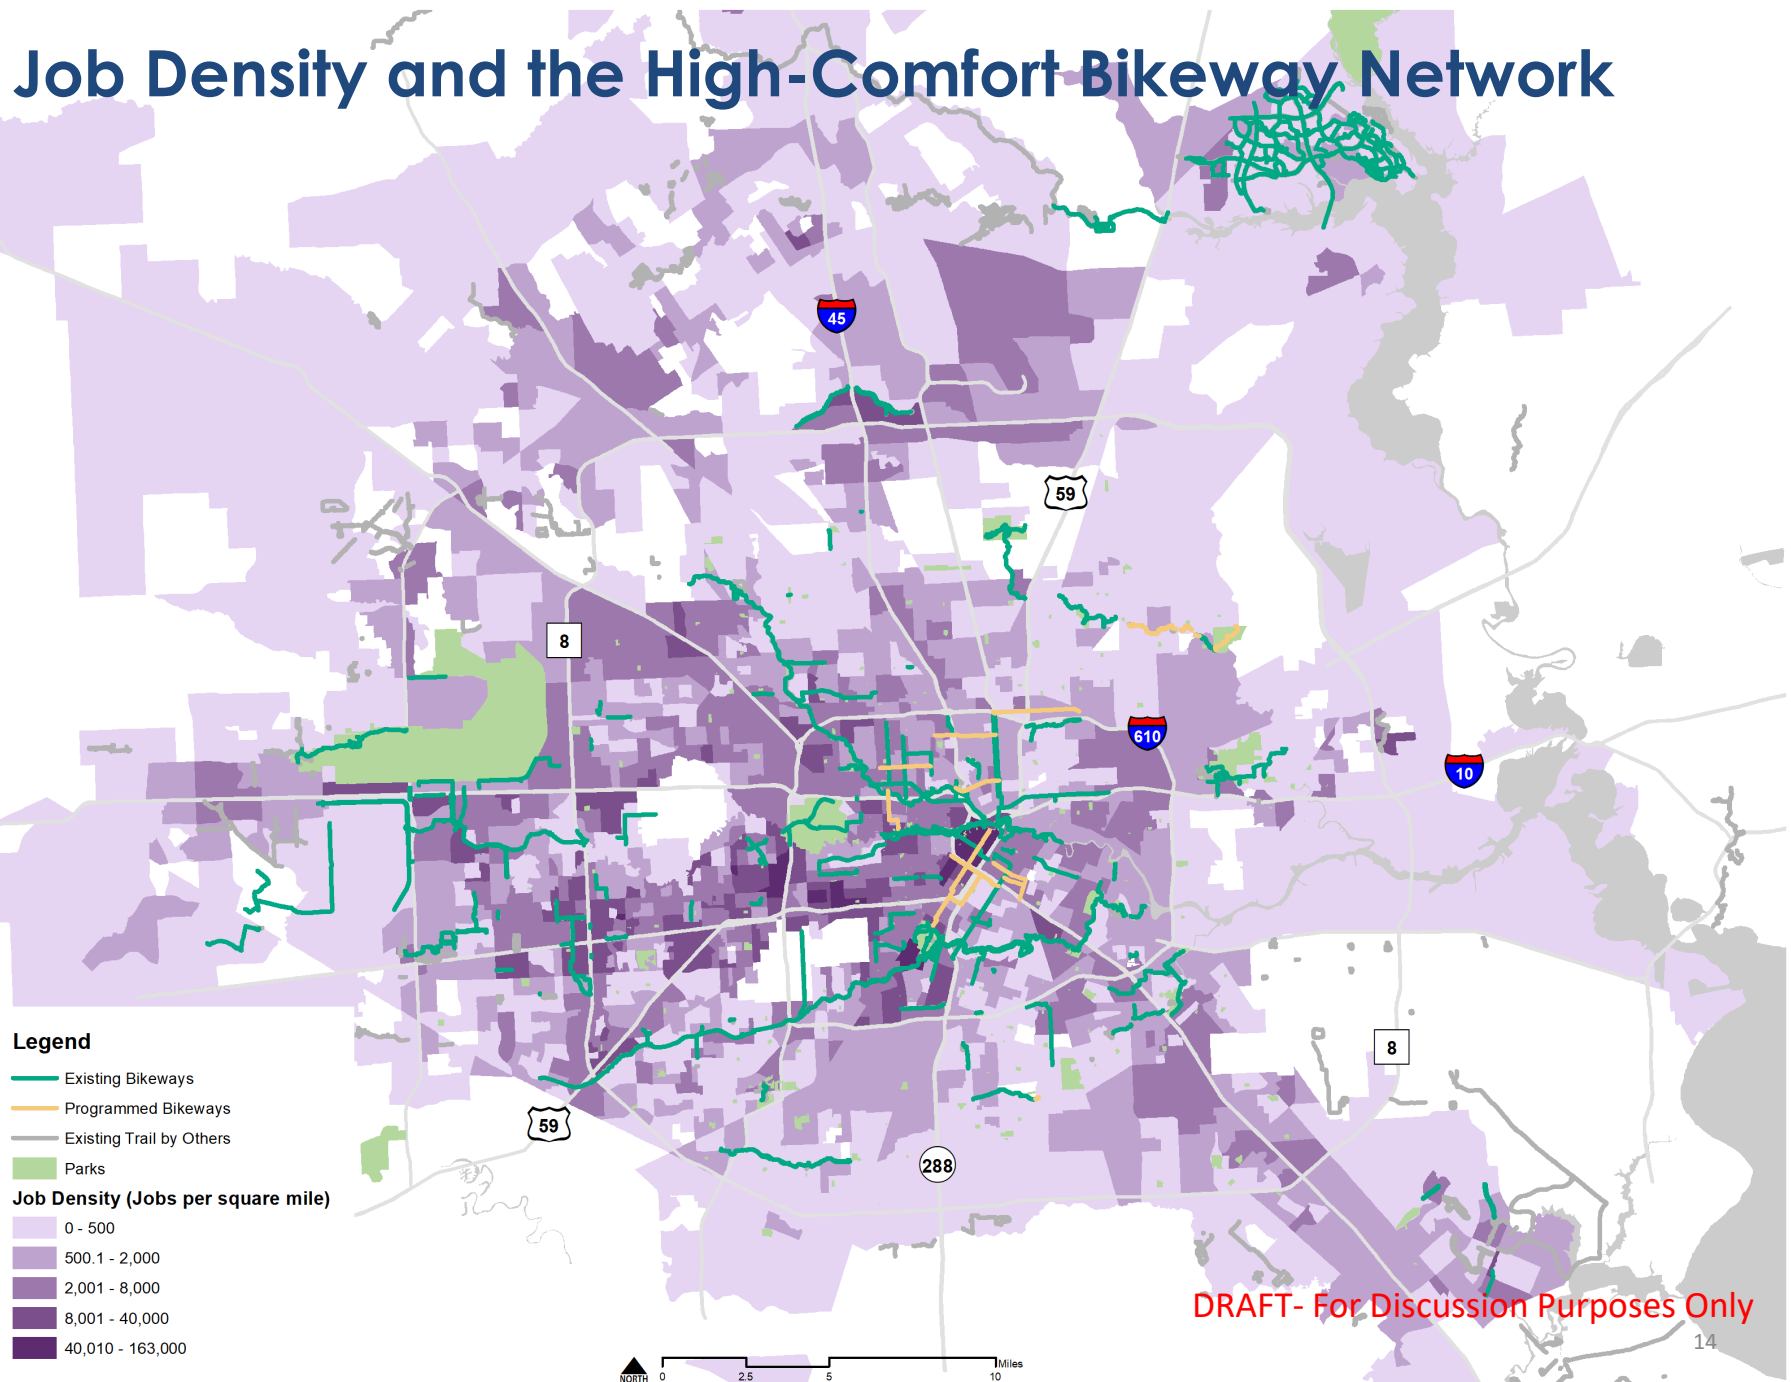 Job Density and the High-Comfort Bikeway Network
45
59
8
610
10
8
59
288
Legend
Existing Bikeways
Programmed Bikeways
Existing Trail by Others
Parks
Job Density (Jobs per square mile)
0 - 500
500.1 - 2,000
2,001 - 8,000
8,001 - 40,000
40,010 - 163,000
DRAFT- For Discussion Purposes Only
14
NORTH
0 2.5 5 10 Miles